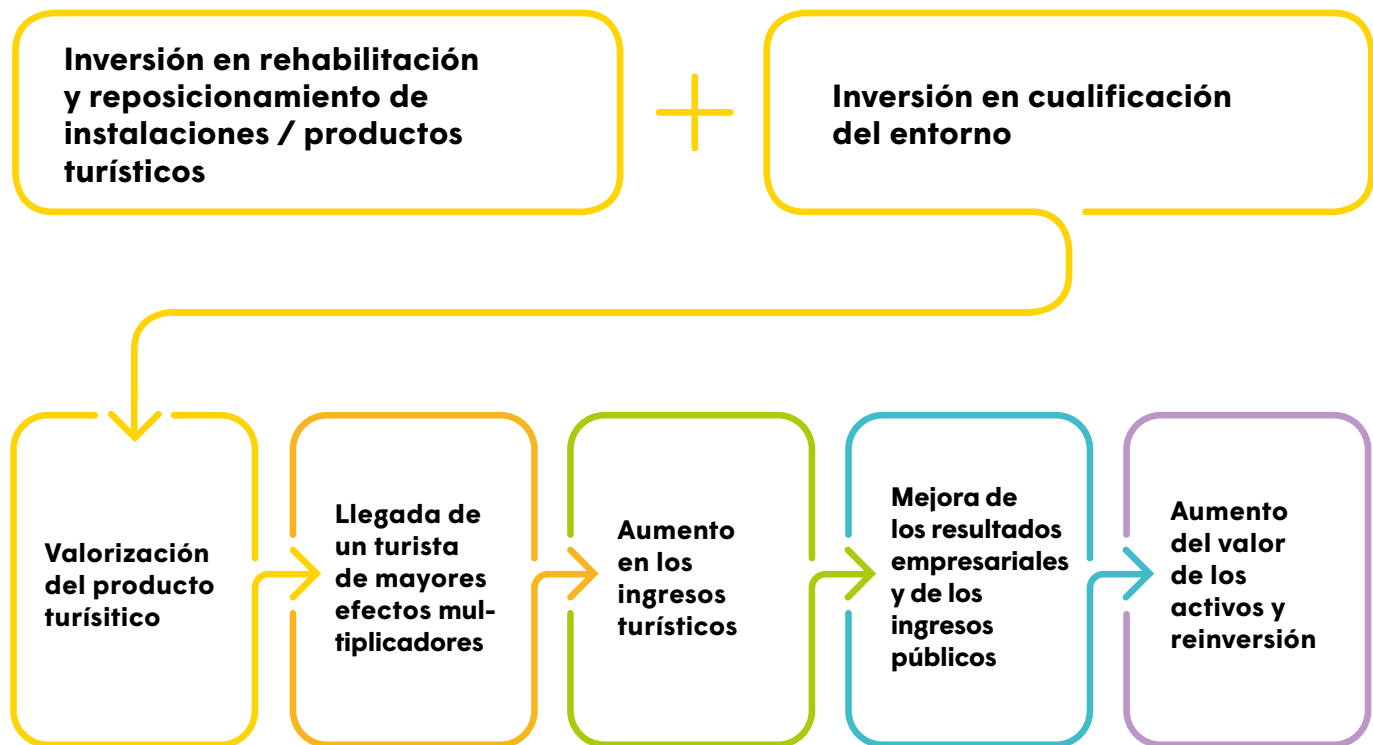 Inversión en rehabilitación
y reposicionamiento de
instalaciones / productos
turísticos
Inversión en cualificación
del entorno
Valorización
del producto
turísitico
Llegada de
un turista
de mayores
efectos mul-
tiplicadores
Aumento
en los
ingresos
turísticos
Mejora de
los resultados
empresariales
y de los
ingresos
públicos
Aumento
del valor
de los
activos y
reinversión